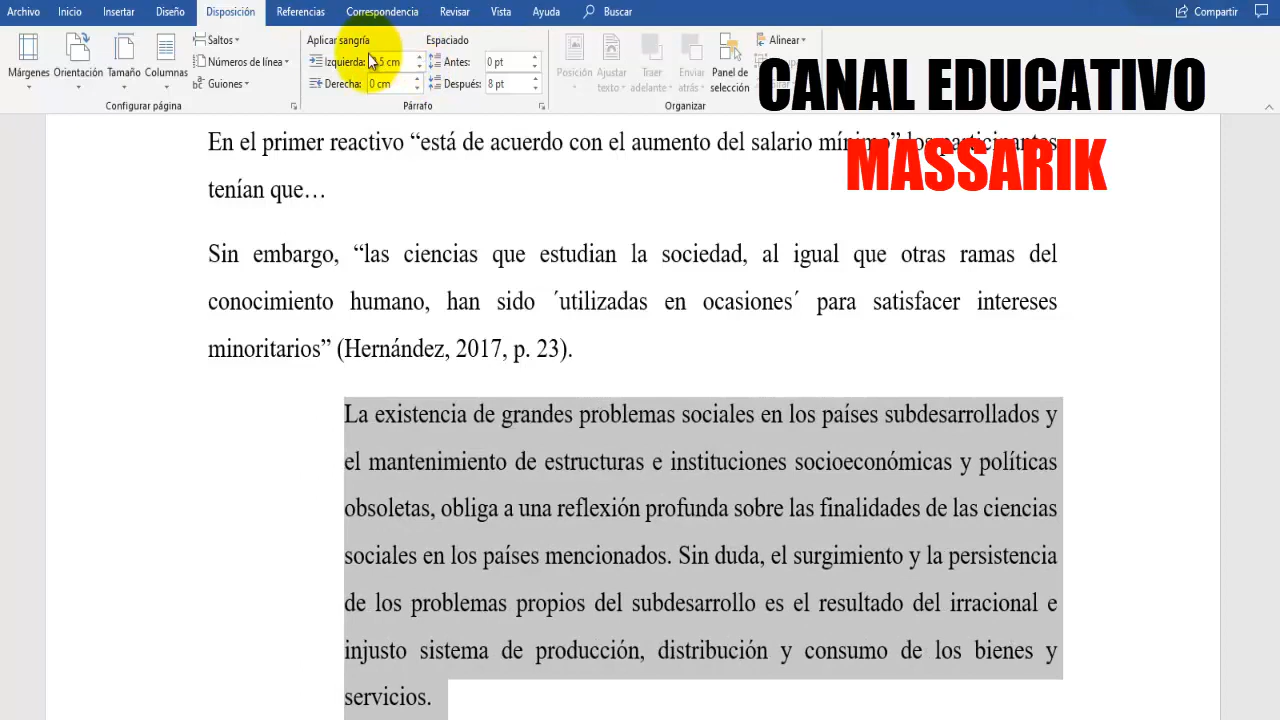 Archivo Inicio Insertar Diseño Disposición Referencias Correspondencia Revisar Vista Ayuda Buscar Compartir
Saltos Aplicar sangría Espaciado Alinear
Números de línea Izquierda: 5 cm Antes: 0 pt
Guiones Derecha: 0 cm Después: 8 pt
Márgenes Orientación Tamaño Columnas Posición Ajustar texto Traer adelante Enviar atrás Panel de selección
Configurar página Párrafo Organizar
CANAL EDUCATIVO
MASSARIK
En el primer reactivo “está de acuerdo con el aumento del salario mínimo” los participantes
tenían que…
Sin embargo, “las ciencias que estudian la sociedad, al igual que otras ramas del
conocimiento humano, han sido ´utilizadas en ocasiones´ para satisfacer intereses
minoritarios” (Hernández, 2017, p. 23).
La existencia de grandes problemas sociales en los países subdesarrollados y
el mantenimiento de estructuras e instituciones socioeconómicas y políticas
obsoletas, obliga a una reflexión profunda sobre las finalidades de las ciencias
sociales en los países mencionados. Sin duda, el surgimiento y la persistencia
de los problemas propios del subdesarrollo es el resultado del irracional e
injusto sistema de producción, distribución y consumo de los bienes y
servicios.